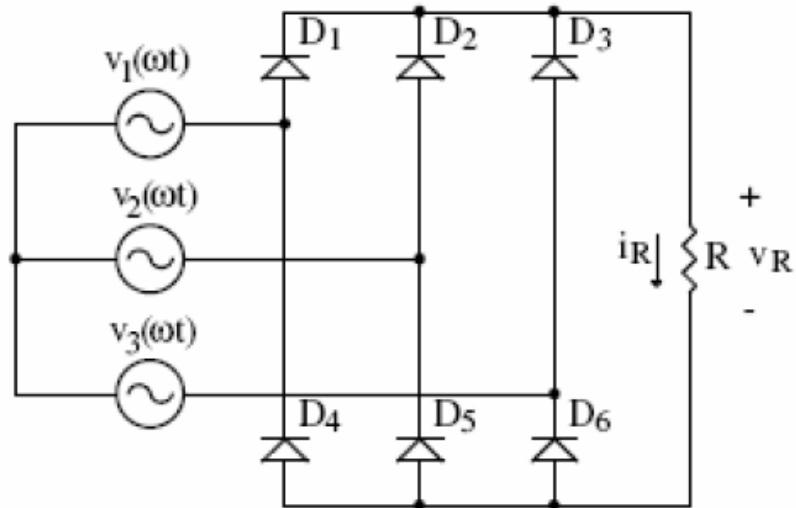 D1 D2 D3
v1(ωt)
v2(ωt)
+
iR R vR
-
v3(ωt)
D4 D5 D6